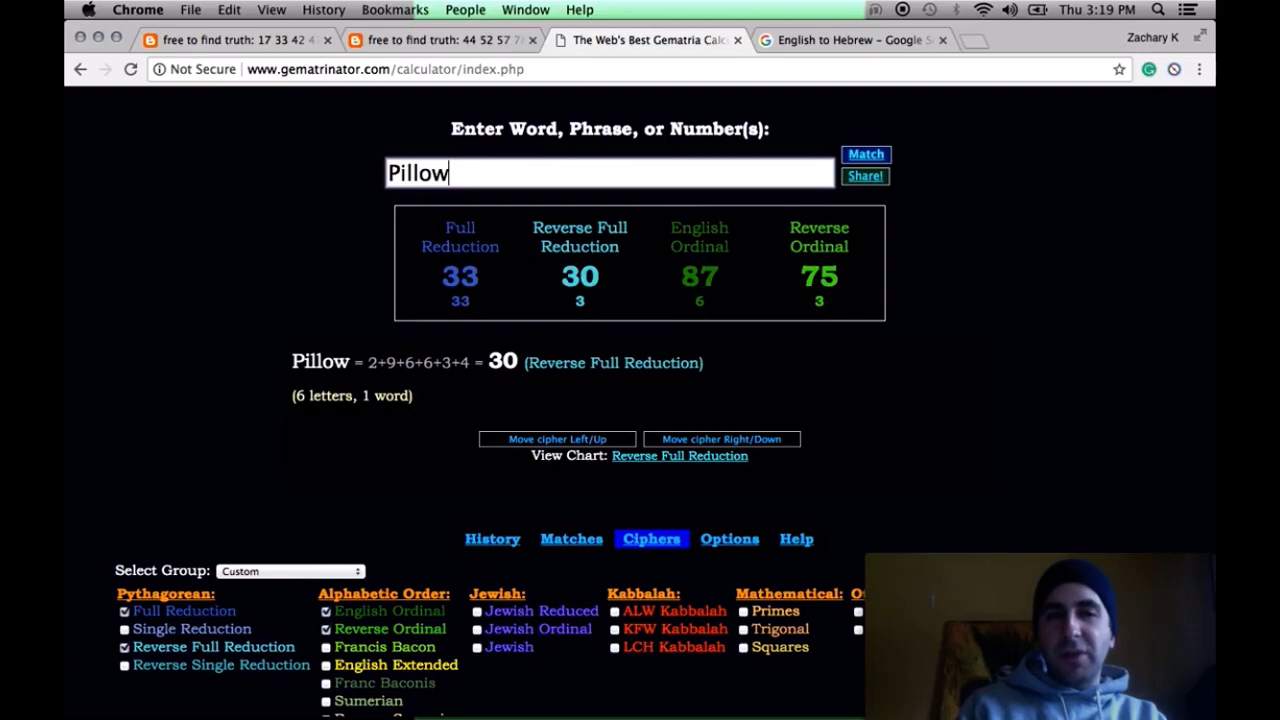 Chrome File Edit View History Bookmarks People Window Help Thu 3:19 PM
free to find truth: 17 33 42 4 free to find truth: 44 52 57 7 The Web's Best Gematria Calc English to Hebrew - Google S Zachary K
Not Secure www.gematrinator.com/calculator/index.php
Enter Word, Phrase, or Number(s):
Match
Pillow
Share!
Full Reverse Full English Reverse
Reduction Reduction Ordinal Ordinal
33 30 87 75
33 3 6 3
Pillow = 2+9+6+6+3+4 = 30 (Reverse Full Reduction)
(6 letters, 1 word)
Move cipher Left/Up Move cipher Right/Down
View Chart: Reverse Full Reduction
History Matches Ciphers Options Help
Select Group: Custom
Pythagorean: Alphabetic Order: Jewish: Kabbalah: Mathematical: O
Full Reduction English Ordinal Jewish Reduced ALW Kabbalah Primes
Single Reduction Reverse Ordinal Jewish Ordinal KFW Kabbalah Trigonal
Reverse Full Reduction Francis Bacon Jewish LCH Kabbalah Squares
Reverse Single Reduction English Extended
Franc Baconis
Sumerian